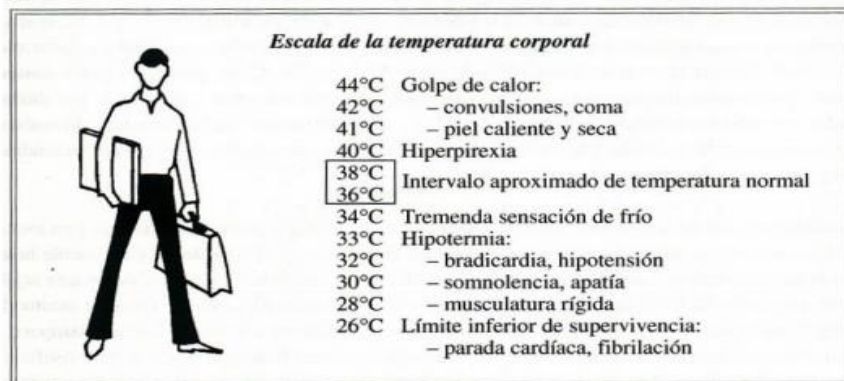 Escala de la temperatura corporal
44°C Golpe de calor:
42°C – convulsiones, coma
41°C – piel caliente y seca
40°C Hiperpirexia
38°C
Intervalo aproximado de temperatura normal
36°C
34°C Tremenda sensación de frío
33°C Hipotermia:
32°C – bradicardia, hipotensión
30°C – somnolencia, apatía
28°C – musculatura rígida
26°C Límite inferior de supervivencia:
– parada cardíaca, fibrilación